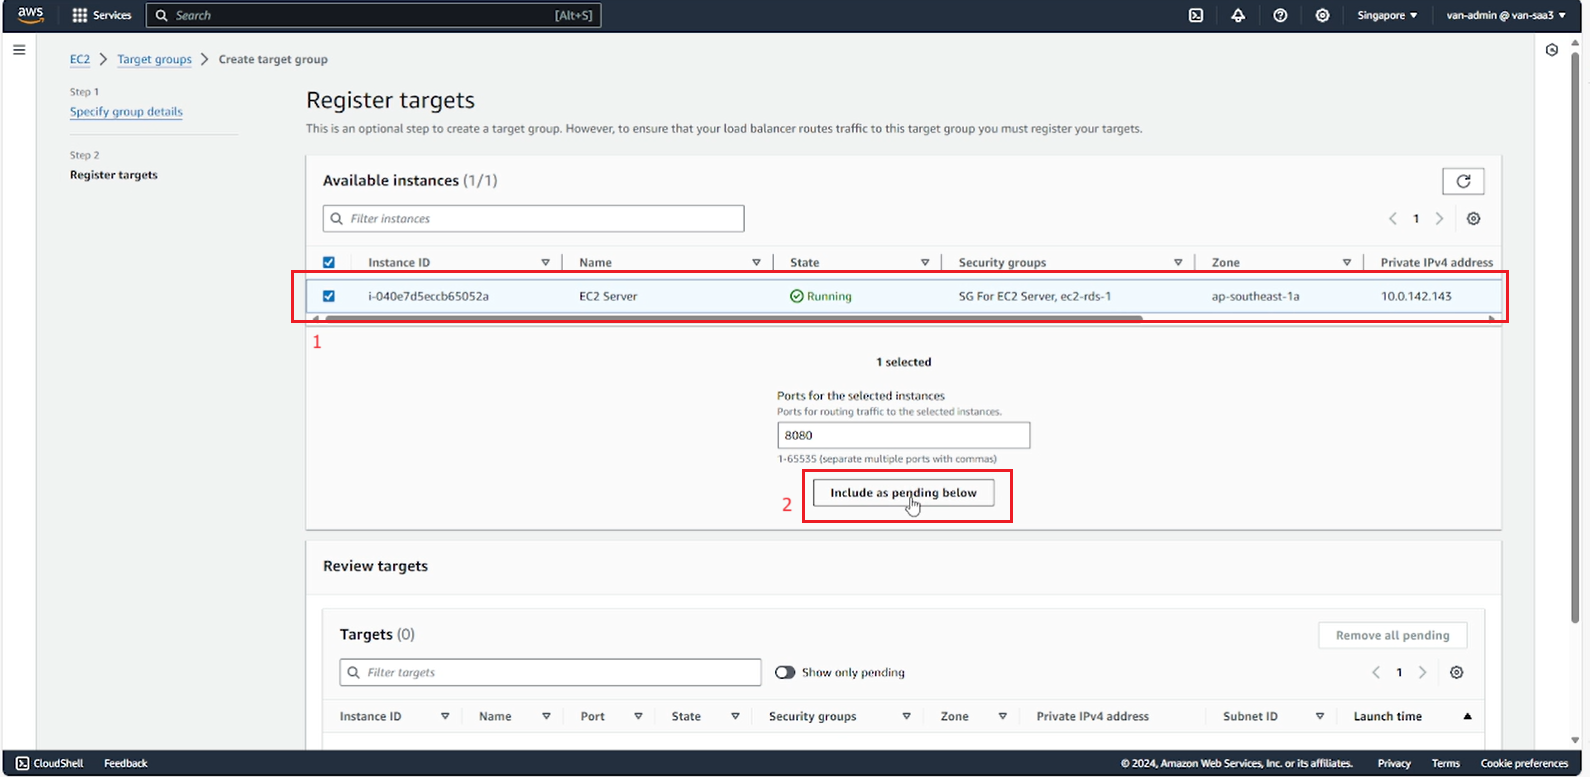 aws Services Search [Alt+S] Singapore van-admin @ van-saa3
EC2 Target groups Create target group
Step 1
Specify group details
Step 2
Register targets
Register targets
This is an optional step to create a target group. However, to ensure that your load balancer routes traffic to this target group you must register your targets.
Available instances (1/1)
Filter instances
1
Instance ID Name State Security groups Zone Private IPv4 address
i-040e7d5eccb65052a EC2 Server Running SG For EC2 Server, ec2-rds-1 ap-southeast-1a 10.0.142.143
1
1 selected
Ports for the selected instances
Ports for routing traffic to the selected instances.
8080
1-65535 (separate multiple ports with commas)
2 Include as pending below
Review targets
Targets (0)
Remove all pending
Filter targets Show only pending 1
Instance ID Name Port State Security groups Zone Private IPv4 address Subnet ID Launch time
CloudShell Feedback © 2024, Amazon Web Services, Inc. or its affiliates. Privacy Terms Cookie preferences